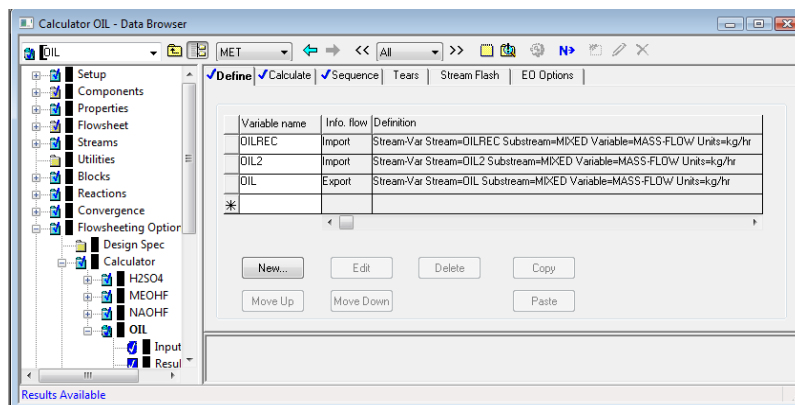 Calculator OIL - Data Browser
OIL MET << All >> N>
Setup
Components
Properties
Flowsheet
Streams
Utilities
Blocks
Reactions
Convergence
Flowsheeting Option
Design Spec
Calculator
H2SO4
MEOHF
NAOHF
OIL
Input
Resul
Define Calculate Sequence Tears Stream Flash EO Options
Variable name Info. flow Definition
OILREC Import Stream-Var Stream=OILREC Substream=MIXED Variable=MASS-FLOW Units=kg/hr
OIL2 Import Stream-Var Stream=OIL2 Substream=MIXED Variable=MASS-FLOW Units=kg/hr
OIL Export Stream-Var Stream=OIL Substream=MIXED Variable=MASS-FLOW Units=kg/hr
New... Edit Delete Copy
Move Up Move Down Paste
Results Available